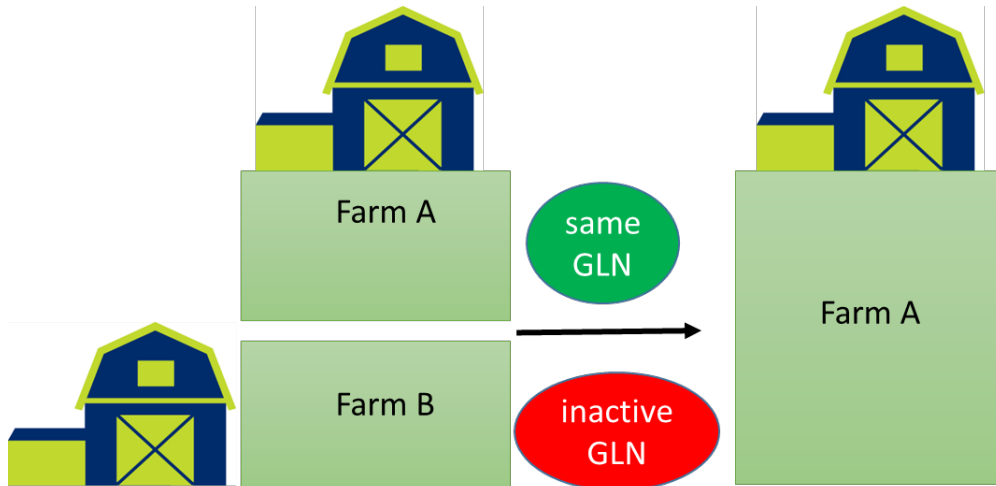 Farm A
same
GLN
Farm A
Farm B
inactive
GLN